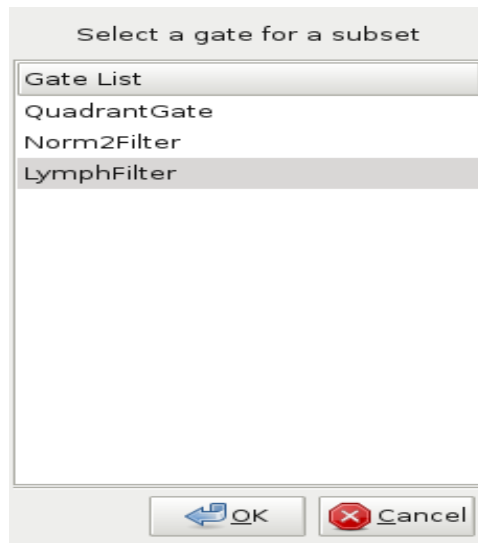 Select a gate for a subset
Gate List
QuadrantGate
Norm2Filter
LymphFilter
OK
Cancel